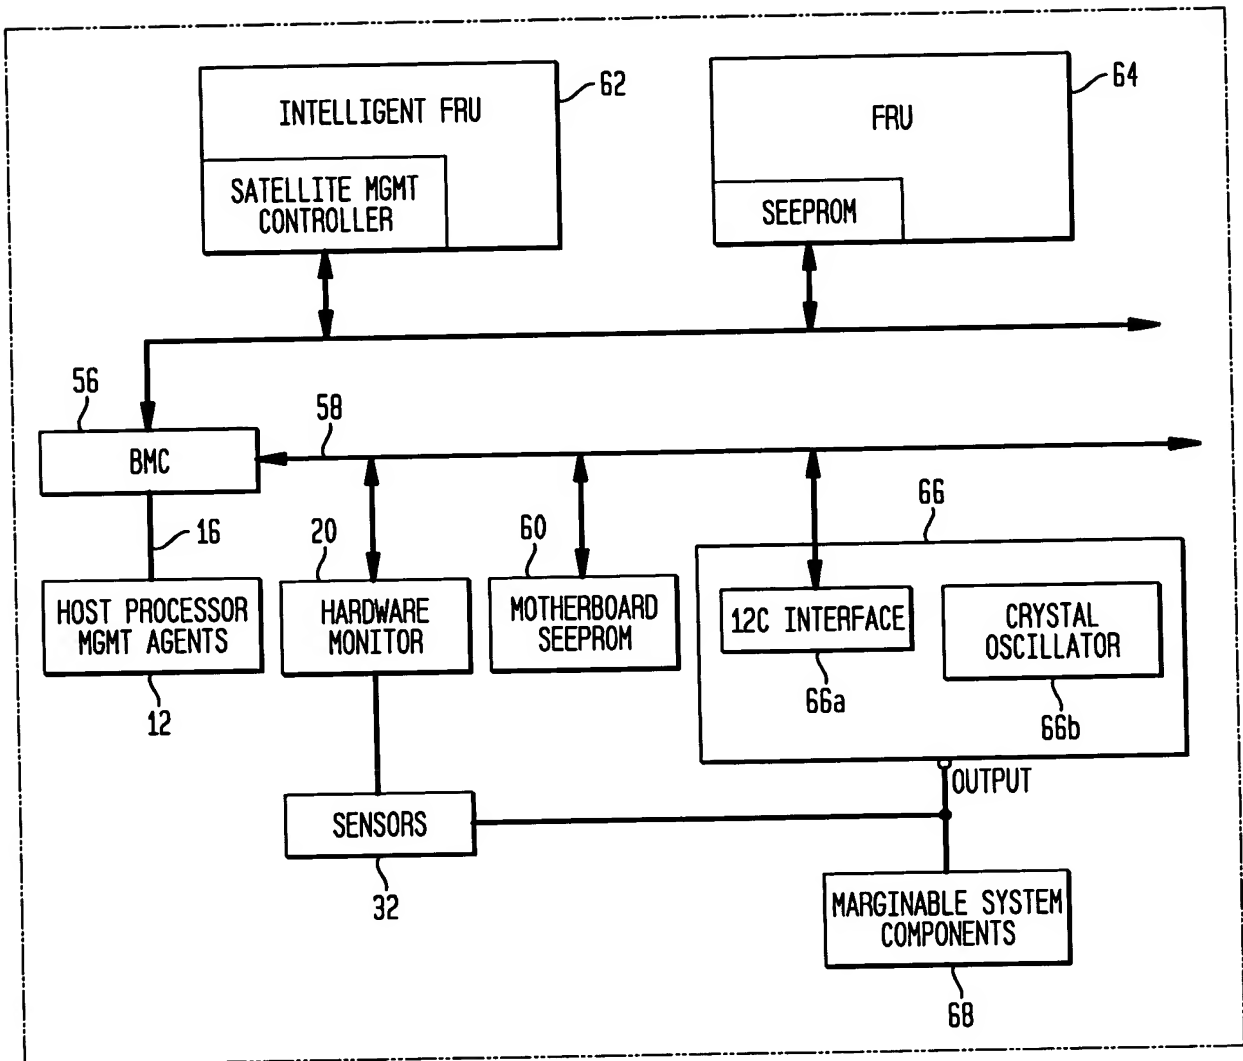 INTELLIGENT FRU
62
SATELLITE MGMT
CONTROLLER
FRU
64
SEEPROM
56
BMC
58
16
20
60
66
HOST PROCESSOR
MGMT AGENTS
12
HARDWARE
MONITOR
MOTHERBOARD
SEEPROM
12C INTERFACE
66a
CRYSTAL
OSCILLATOR
66b
OUTPUT
SENSORS
32
MARGINABLE SYSTEM
COMPONENTS
68